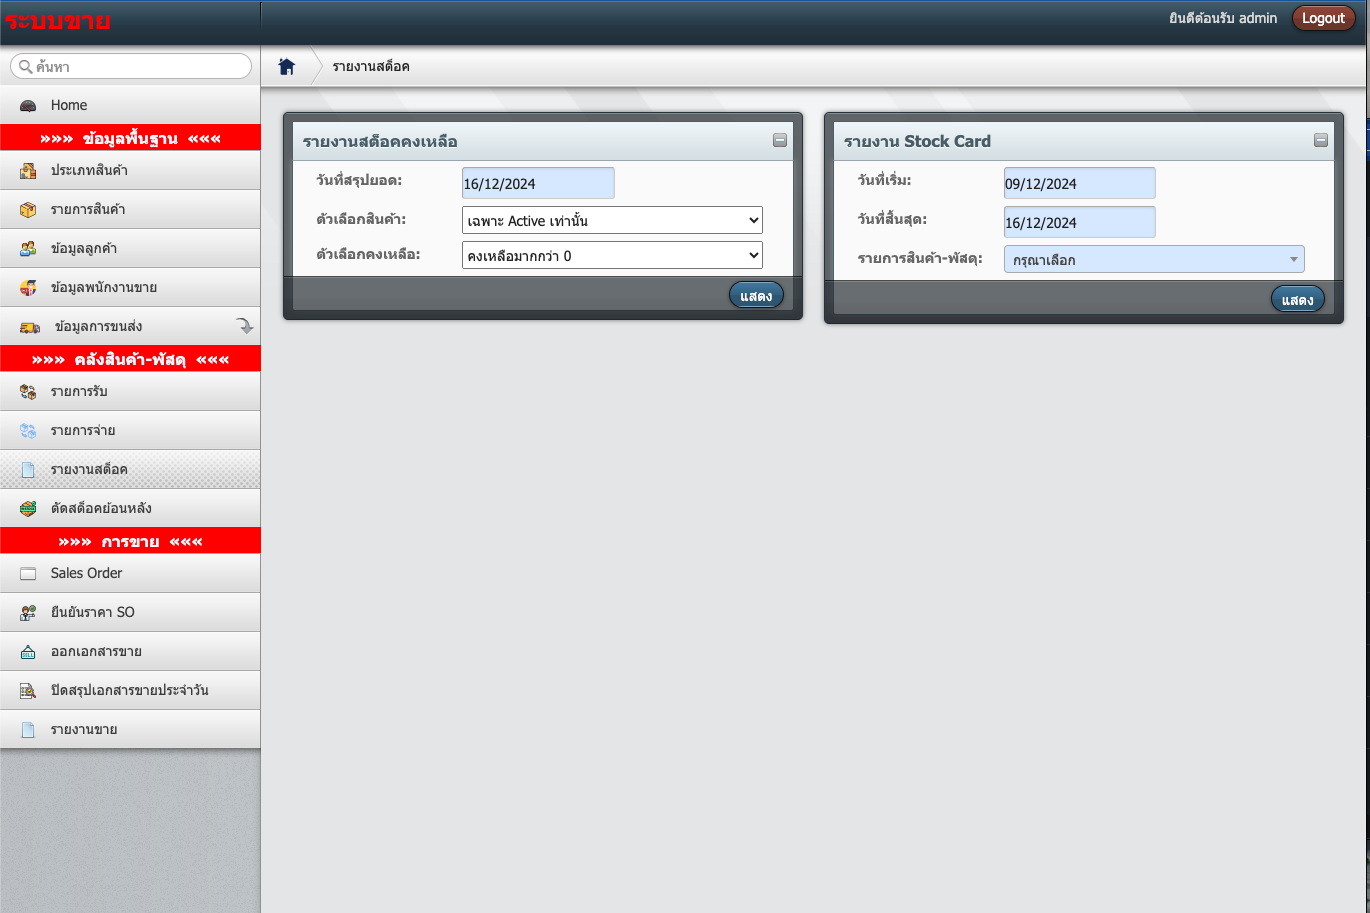 ระบบขาย
ยินดีต้อนรับ admin
Logout
ค้นหา
รายงานสต็อค
Home
»»» ข้อมูลพื้นฐาน «««
ประเภทสินค้า
รายการสินค้า
ข้อมูลลูกค้า
ข้อมูลพนักงานขาย
ข้อมูลการขนส่ง
»»» คลังสินค้า-พัสดุ «««
รายการรับ
รายการจ่าย
รายงานสต็อค
ตัดสต็อคย้อนหลัง
»»» การขาย «««
Sales Order
ยืนยันราคา SO
ออกเอกสารขาย
ปิดสรุปเอกสารขายประจำวัน
รายงานขาย
รายงานสต็อคคงเหลือ
วันที่สรุปยอด: 16/12/2024
ตัวเลือกสินค้า: เฉพาะ Active เท่านั้น
ตัวเลือกคงเหลือ: คงเหลือมากกว่า 0
แสดง
รายงาน Stock Card
วันที่เริ่ม: 09/12/2024
วันที่สิ้นสุด: 16/12/2024
รายการสินค้า-พัสดุ: กรุณาเลือก
แสดง